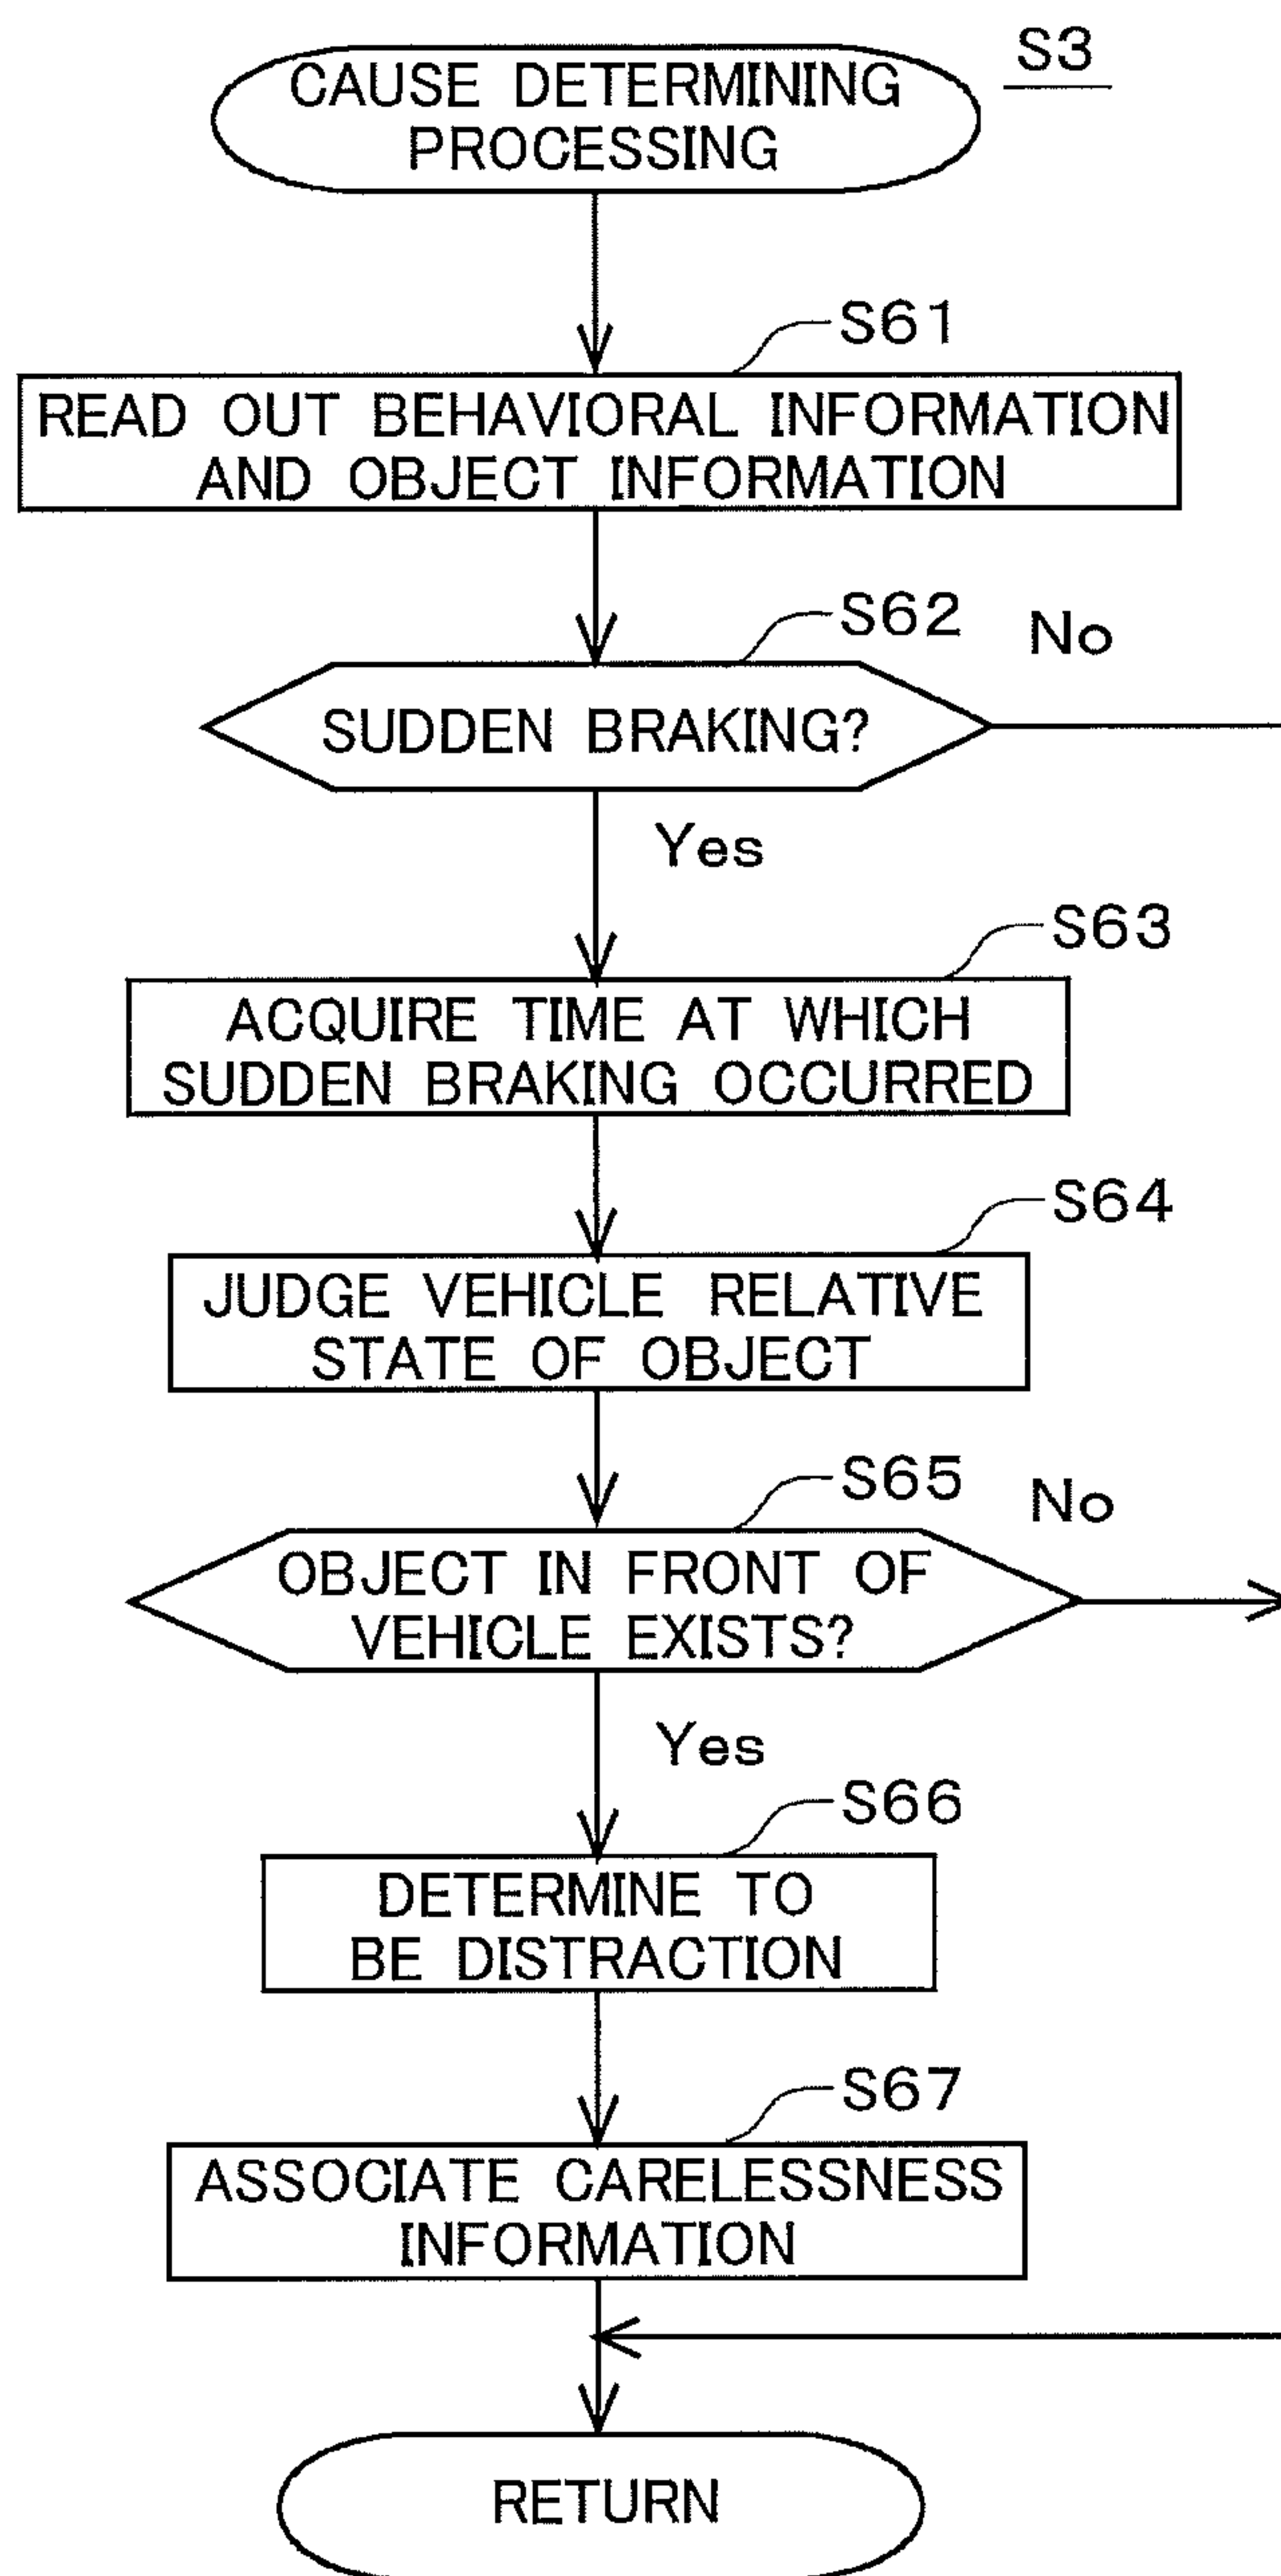 S3
CAUSE DETERMINING
PROCESSING
S61
READ OUT BEHAVIORAL INFORMATION
AND OBJECT INFORMATION
S62
No
SUDDEN BRAKING?
Yes
S63
ACQUIRE TIME AT WHICH
SUDDEN BRAKING OCCURRED
S64
JUDGE VEHICLE RELATIVE
STATE OF OBJECT
S65
No
OBJECT IN FRONT OF
VEHICLE EXISTS?
Yes
S66
DETERMINE TO
BE DISTRACTION
S67
ASSOCIATE CARELESSNESS
INFORMATION
RETURN